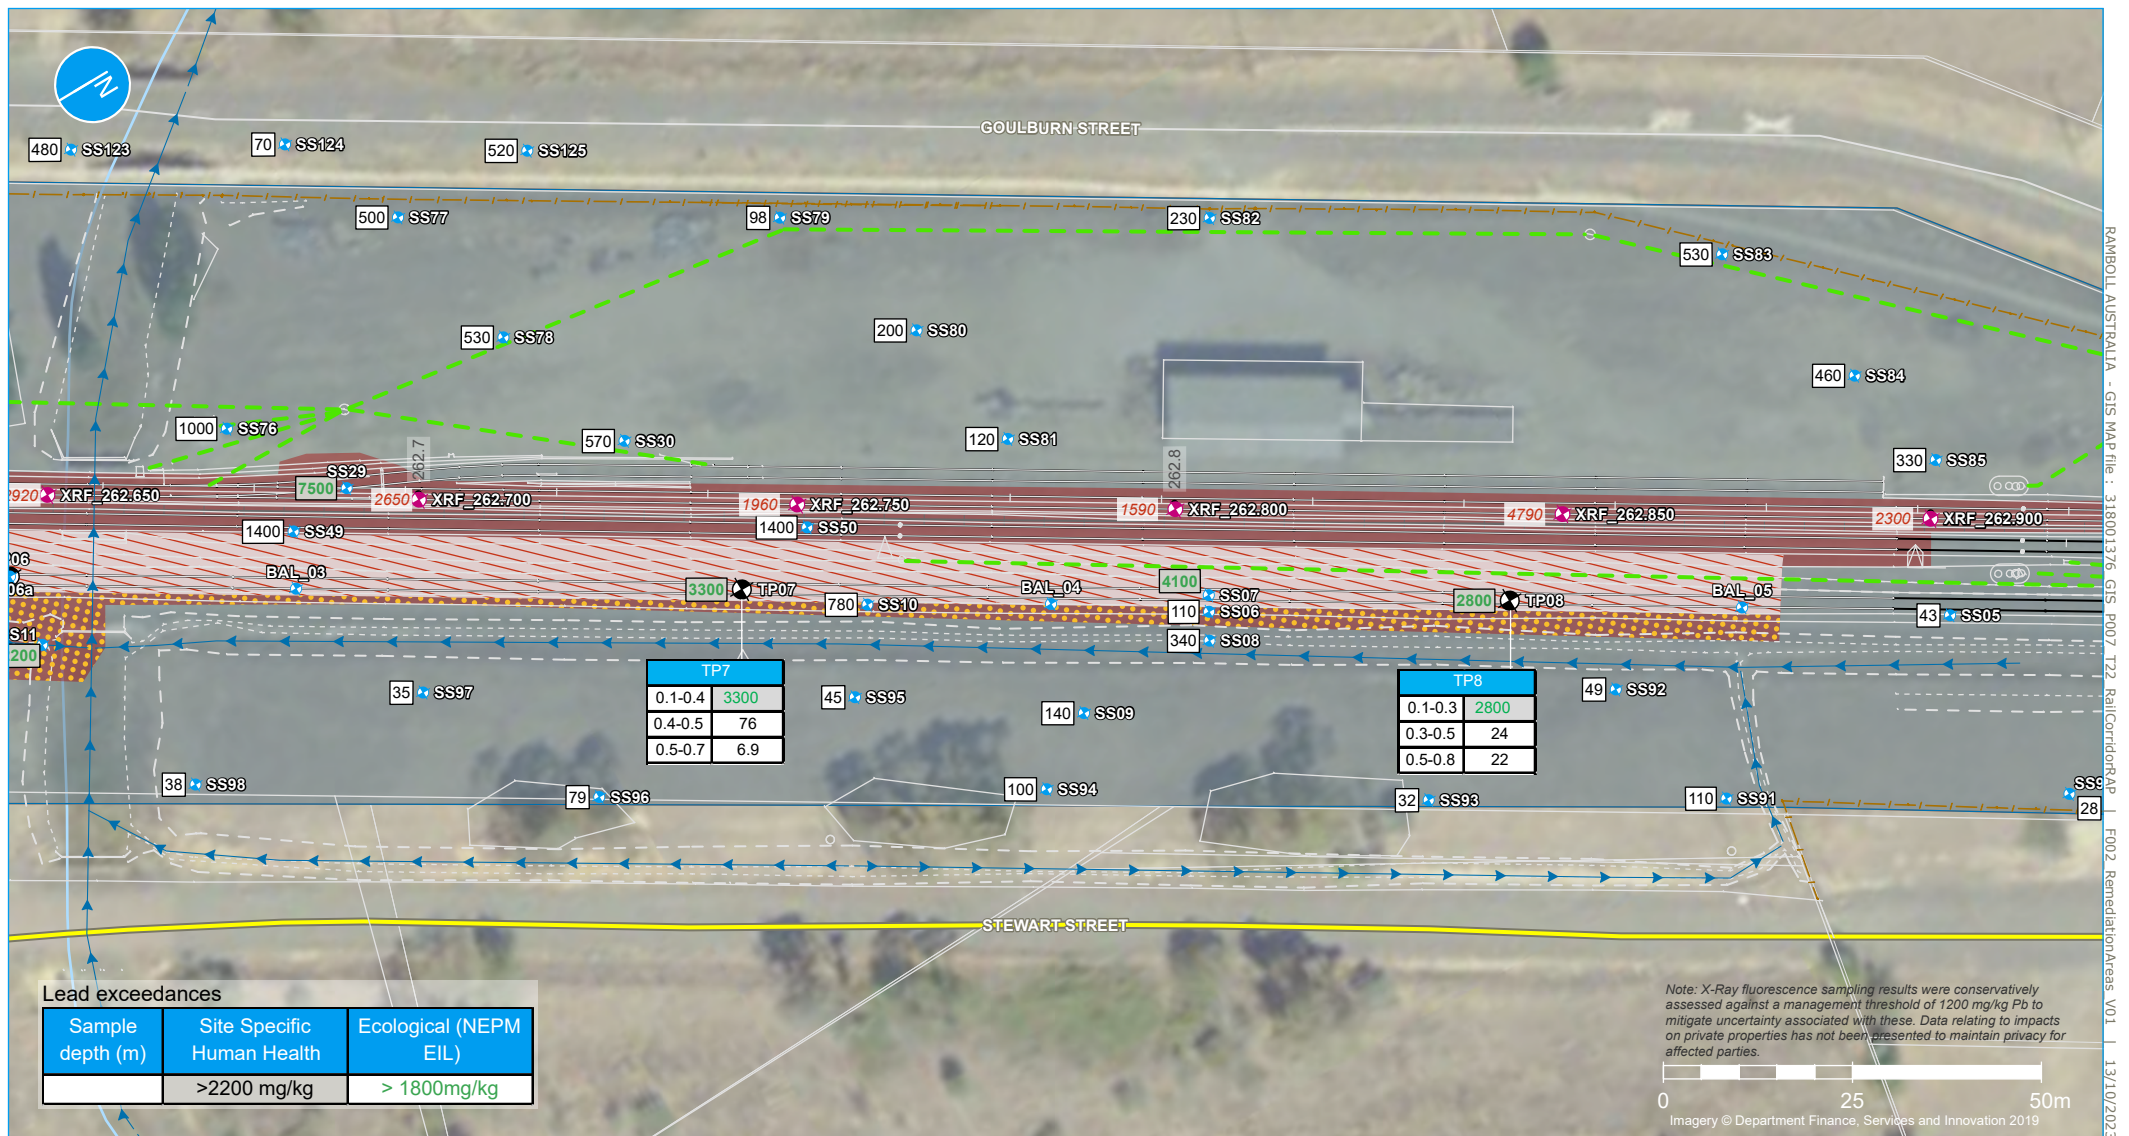 GOULBURN STREET
480 SS123
70 SS124
520 SS125
500 SS77
98 SS79
230 SS82
530 SS83
530 SS78
200 SS80
460 SS84
1000 SS76
570 SS30
120 SS81
330 SS85
262.7
262.8
SS29
7500
2920 XRF_262.650
2650 XRF_262.700
1960 XRF_262.750
1590 XRF_262.800
4790 XRF_262.850
2300 XRF_262.900
1400 SS49
1400 SS50
06
06a
BAL_03
3300 TP07
780 SS10
BAL_04
4100
SS07
110 SS06
340 SS08
2800 TP08
BAL_05
43 SS05
S11
200
35 SS97
TP7
0.1-0.4 3300
0.4-0.5 76
0.5-0.7 6.9
45 SS95
140 SS09
TP8
0.1-0.3 2800
0.3-0.5 24
0.5-0.8 22
49 SS92
38 SS98
79 SS96
100 SS94
32 SS93
110 SS91
SS9
28
STEWART STREET
Lead exceedances
Sample depth (m) Site Specific Human Health Ecological (NEPM EIL)
>2200 mg/kg > 1800mg/kg
Note: X-Ray fluorescence sampling results were conservatively
assessed against a management threshold of 1200 mg/kg Pb to
mitigate uncertainty associated with these. Data relating to impacts
on private properties has not been presented to maintain privacy for
affected parties.
0 25 50m
Imagery © Department Finance, Services and Innovation 2019
RAMBOLL AUSTRALIA - GIS MAP file : 318001376_GIS_P007_T22_RailCorridorRAP | F002_RemediationAreas_V01 | 13/10/2023